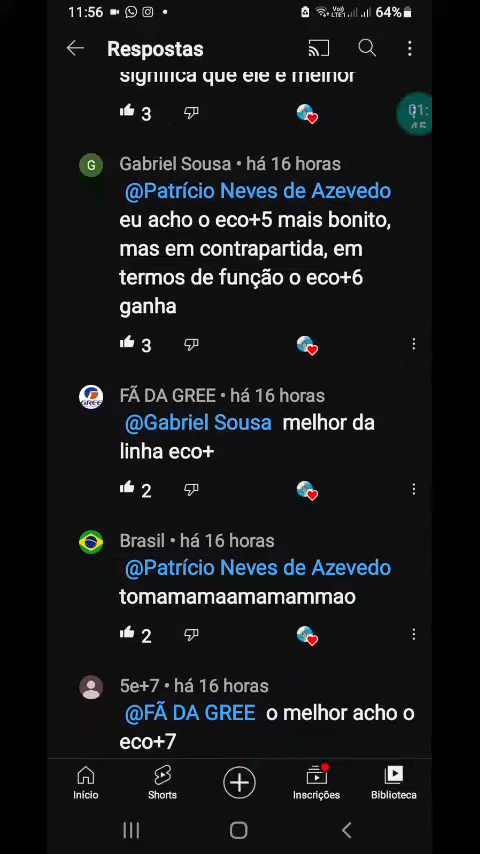 11:56
64%
Respostas
significa que ele é melhor
3
G
Gabriel Sousa • há 16 horas
@Patrício Neves de Azevedo
eu acho o eco+5 mais bonito,
mas em contrapartida, em
termos de função o eco+6
ganha
3
FÃ DA GREE • há 16 horas
@Gabriel Sousa melhor da
linha eco+
2
Brasil • há 16 horas
@Patrício Neves de Azevedo
tomamamaamamammao
2
5e+7 • há 16 horas
@FÃ DA GREE o melhor acho o
eco+7
Início
Shorts
Inscrições
Biblioteca